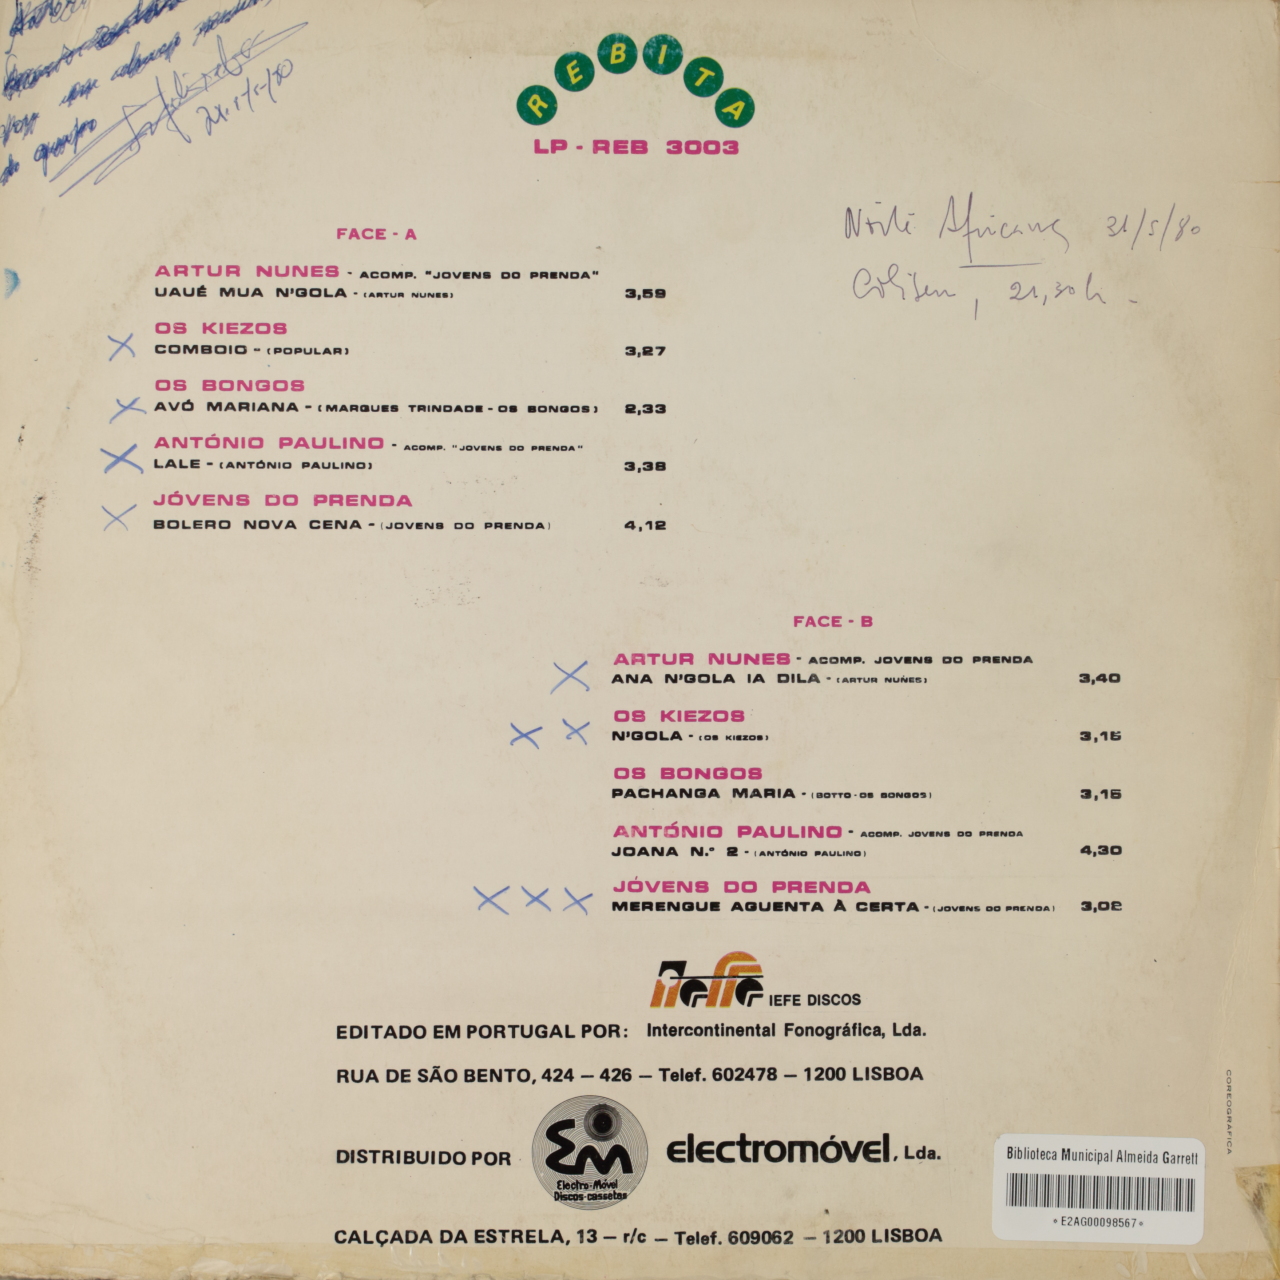 21/5/80
REBITA
LP - REB 3003
Noite Africana 31/5/80
Coliseu, 21,30h -
FACE - A
ARTUR NUNES - ACOMP. "JOVENS DO PRENDA"
UAUÉ MUA N'GOLA - (ARTUR NUNES) 3,59
X OS KIEZOS
COMBOIO - (POPULAR) 3,27
X OS BONGOS
AVÓ MARIANA - (MARQUES TRINDADE - OS BONGOS) 2,33
X ANTÓNIO PAULINO - ACOMP. "JOVENS DO PRENDA"
LALE - (ANTÓNIO PAULINO) 3,38
X JÓVENS DO PRENDA
BOLERO NOVA CENA - (JOVENS DO PRENDA) 4,12
FACE - B
X ARTUR NUNES - ACOMP. JOVENS DO PRENDA
ANA N'GOLA IA DILA - (ARTUR NUNES) 3,40
X X OS KIEZOS
N'GOLA - (OS KIEZOS) 3,15
OS BONGOS
PACHANGA MARIA - (BOTTO - OS BONGOS) 3,15
ANTÓNIO PAULINO - ACOMP. JOVENS DO PRENDA
JOANA N.º 2 - (ANTÓNIO PAULINO) 4,30
X X X JÓVENS DO PRENDA
MERENGUE AGUENTA À CERTA - (JOVENS DO PRENDA) 3,02
Ieffe IEFE DISCOS
EDITADO EM PORTUGAL POR: Intercontinental Fonográfica, Lda.
RUA DE SÃO BENTO, 424 – 426 – Telef. 602478 – 1200 LISBOA
DISTRIBUIDO POR EM Electro-Móvel Discos-cassetes electromóvel, Lda.
CALÇADA DA ESTRELA, 13 – r/c – Telef. 609062 – 1200 LISBOA
COREOGRAFICA
Biblioteca Municipal Almeida Garrett
*E2AG00098567*